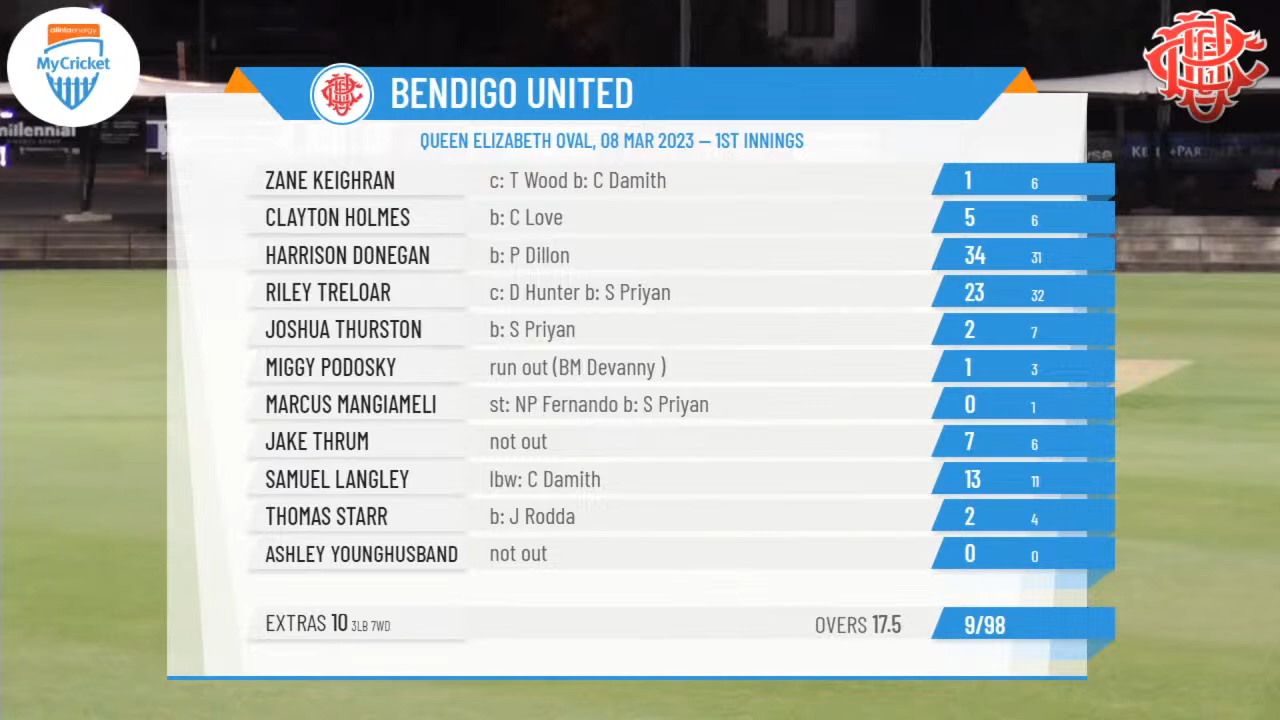 alintaenergy
MyCricket
BENDIGO UNITED
QUEEN ELIZABETH OVAL, 08 MAR 2023 – 1ST INNINGS
ZANE KEIGHRAN c: T Wood b: C Damith 1 6
CLAYTON HOLMES b: C Love 5 6
HARRISON DONEGAN b: P Dillon 34 31
RILEY TRELOAR c: D Hunter b: S Priyan 23 32
JOSHUA THURSTON b: S Priyan 2 7
MIGGY PODOSKY run out (BM Devanny ) 1 3
MARCUS MANGIAMELI st: NP Fernando b: S Priyan 0 1
JAKE THRUM not out 7 6
SAMUEL LANGLEY lbw: C Damith 13 11
THOMAS STARR b: J Rodda 2 4
ASHLEY YOUNGHUSBAND not out 0 0
EXTRAS 10 3LB 7WD OVERS 17.5 9/98
millennial